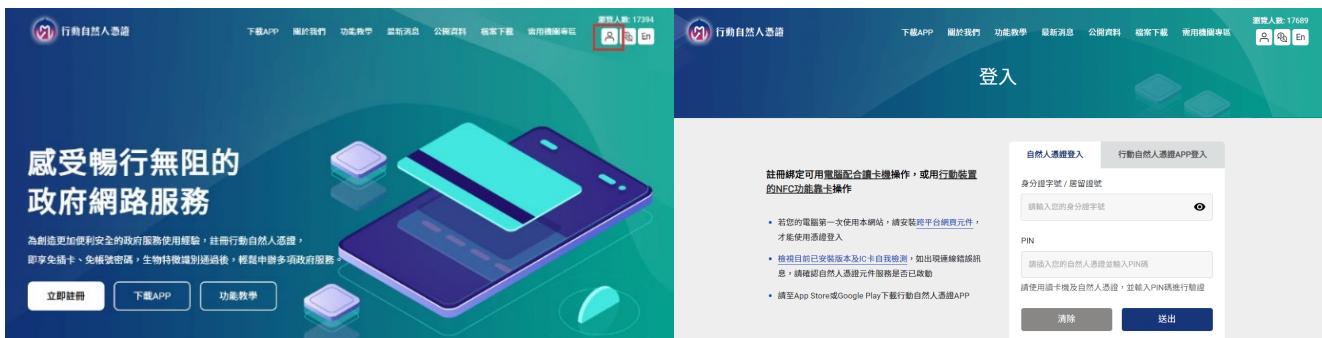 行動自然人憑證
下載APP 關於我們 功能教學 最新消息 公開資料 檔案下載 需用機關專區
瀏覽人數: 17394
En
感受暢行無阻的
政府網路服務
為創造更加便利安全的政府服務使用經驗，註冊行動自然人憑證，
即享免插卡、免帳號密碼，生物特徵識別通過後，輕鬆申辦多項政府服務。
立即註冊 下載APP 功能教學
行動自然人憑證
下載APP 關於我們 功能教學 最新消息 公開資料 檔案下載 需用機關專區
瀏覽人數: 17689
En
登入
註冊綁定可用電腦配合讀卡機操作，或用行動裝置
的NFC功能靠卡操作
• 若您的電腦第一次使用本網站，請安裝跨平台網頁元件，
才能使用憑證登入
• 檢視目前已安裝版本及IC卡自我檢測，如出現連線錯誤訊
息，請確認自然人憑證元件服務是否已啟動
• 請至App Store或Google Play下載行動自然人憑證APP
自然人憑證登入 行動自然人憑證APP登入
身分證字號 / 居留證號
請輸入您的身分證字號
PIN
請插入您的自然人憑證並輸入PIN碼
請使用讀卡機及自然人憑證，並輸入PIN碼進行驗證
清除 送出